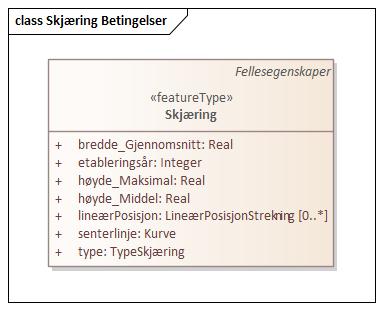 class Skjæring Betingelser
Fellesegenskaper
«featureType»
Skjæring
+ bredde_Gjennomsnitt: Real
+ etableringsår: Integer
+ høyde_Maksimal: Real
+ høyde_Middel: Real
+ lineærPosisjon: LineærPosisjonStrekning [0..*]
+ senterlinje: Kurve
+ type: TypeSkjæring